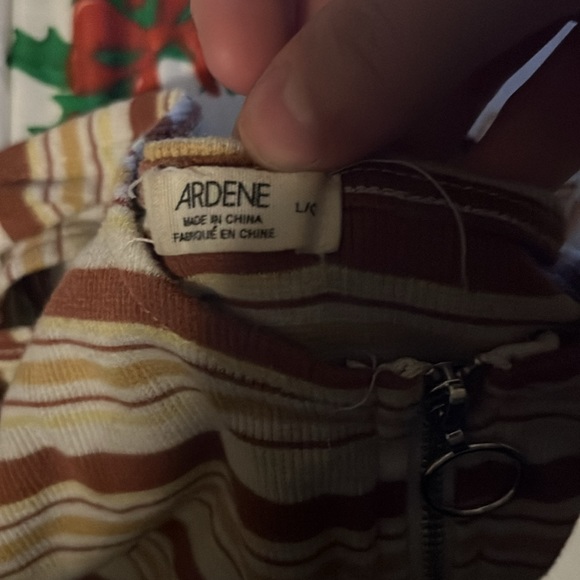 ARDENE
L/G
MADE IN CHINA
FABRIQUÉ EN CHINE